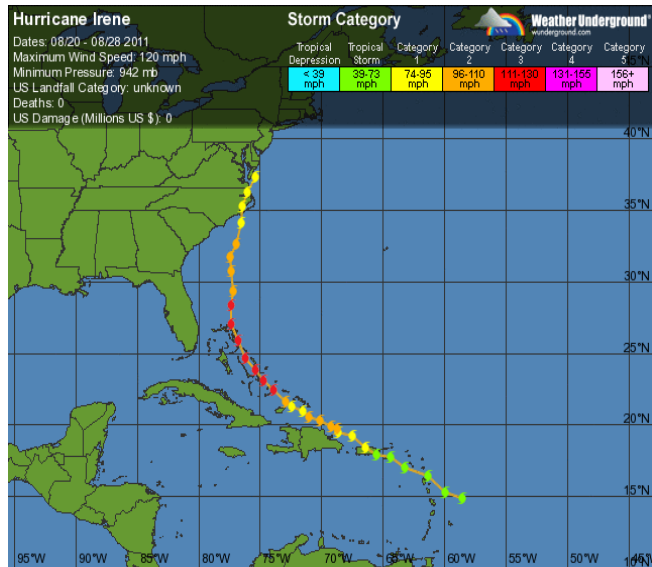 Hurricane Irene
Dates: 08/20 - 08/28 2011
Maximum Wind Speed: 120 mph
Minimum Pressure: 942 mb
US Landfall Category: unknown
Deaths: 0
US Damage (Millions US $): 0
Storm Category
Weather Underground®
wunderground.com
Tropical Depression
< 39 mph
Tropical Storm
39-73 mph
Category 1
74-95 mph
Category 2
96-110 mph
Category 3
111-130 mph
Category 4
131-155 mph
Category 5
156+ mph
40°N
35°N
30°N
25°N
20°N
15°N
10°N
95°W
90°W
85°W
80°W
75°W
70°W
65°W
60°W
55°W
50°W
45°W